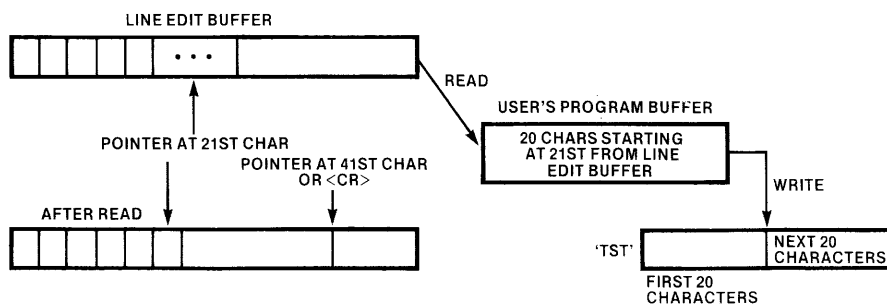 LINE EDIT BUFFER
• • •
READ
USER'S PROGRAM BUFFER
20 CHARS STARTING
AT 21ST FROM LINE
EDIT BUFFER
POINTER AT 21ST CHAR
POINTER AT 41ST CHAR
OR <CR>
WRITE
AFTER READ
'TST'
NEXT 20
CHARACTERS
FIRST 20
CHARACTERS